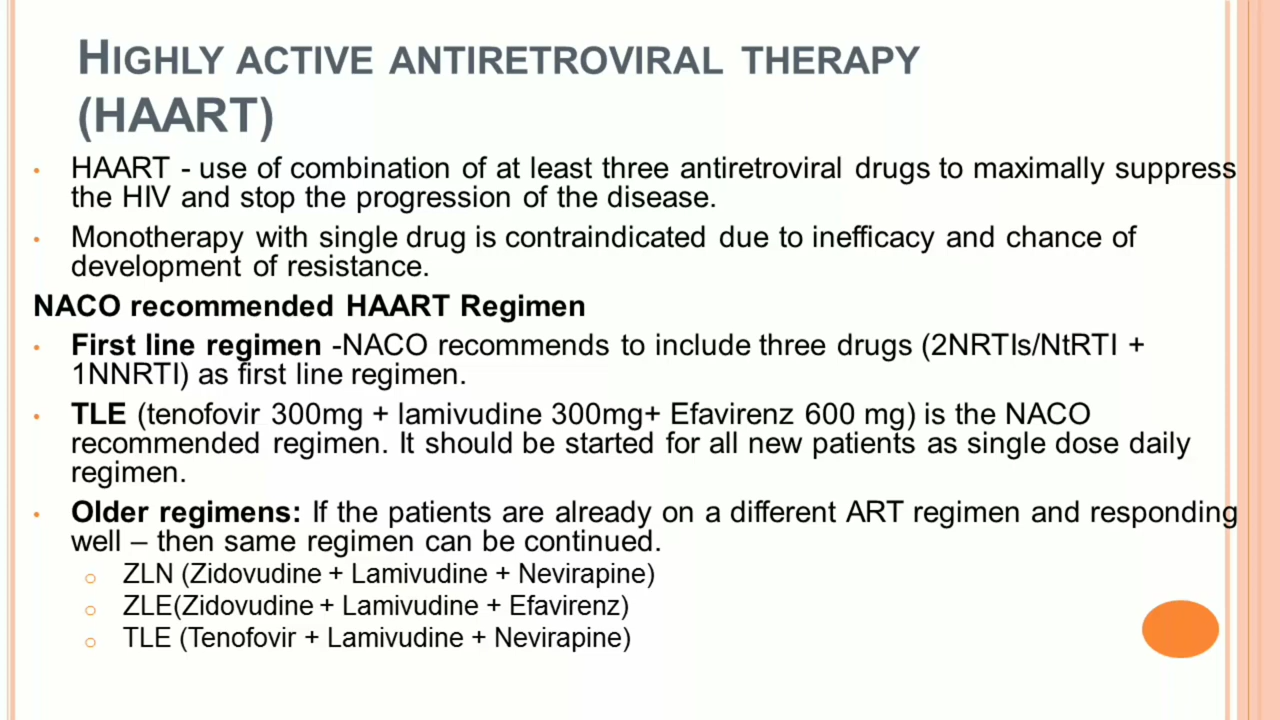 HIGHLY ACTIVE ANTIRETROVIRAL THERAPY
(HAART)
• HAART - use of combination of at least three antiretroviral drugs to maximally suppress
the HIV and stop the progression of the disease.
• Monotherapy with single drug is contraindicated due to inefficacy and chance of
development of resistance.
NACO recommended HAART Regimen
• First line regimen -NACO recommends to include three drugs (2NRTIs/NtRTI +
1NNRTI) as first line regimen.
• TLE (tenofovir 300mg + lamivudine 300mg+ Efavirenz 600 mg) is the NACO
recommended regimen. It should be started for all new patients as single dose daily
regimen.
• Older regimens: If the patients are already on a different ART regimen and responding
well – then same regimen can be continued.
o ZLN (Zidovudine + Lamivudine + Nevirapine)
o ZLE(Zidovudine + Lamivudine + Efavirenz)
o TLE (Tenofovir + Lamivudine + Nevirapine)